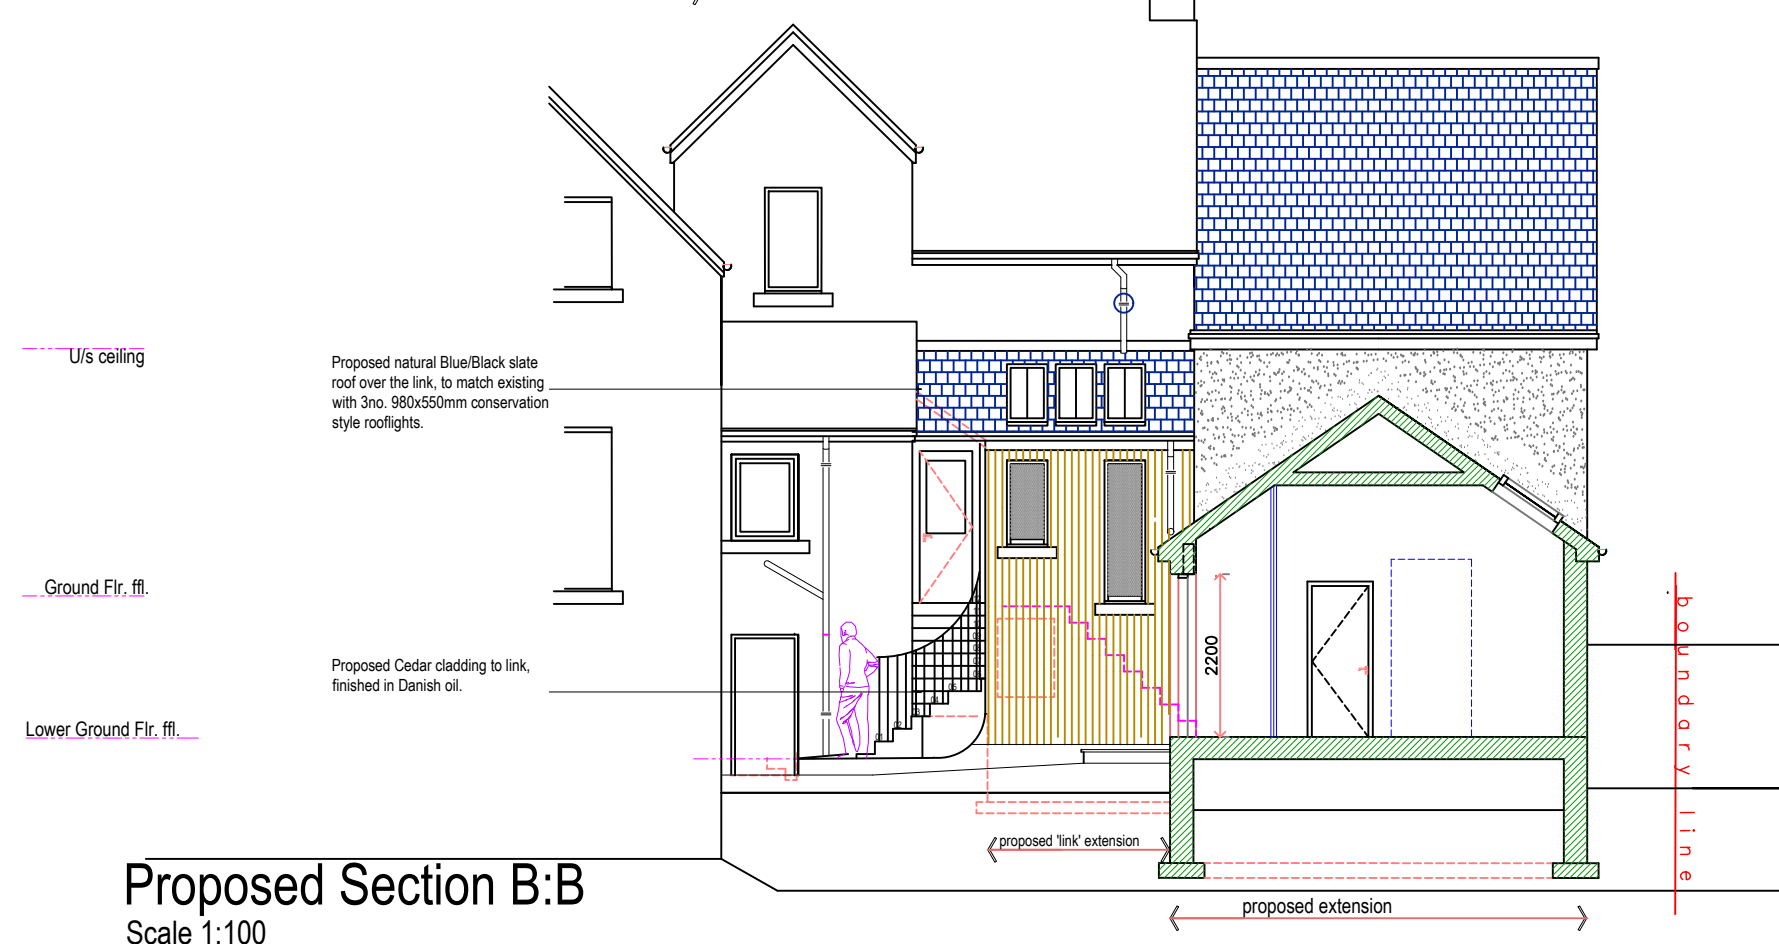 U/s ceiling
Proposed natural Blue/Black slate
roof over the link, to match existing
with 3no. 980x550mm conservation
style rooflights.
Ground Flr. ffl.
Proposed Cedar cladding to link,
finished in Danish oil.
Lower Ground Flr. ffl.
2200
boundary line
proposed 'link' extension
proposed extension
Proposed Section B:B
Scale 1:100